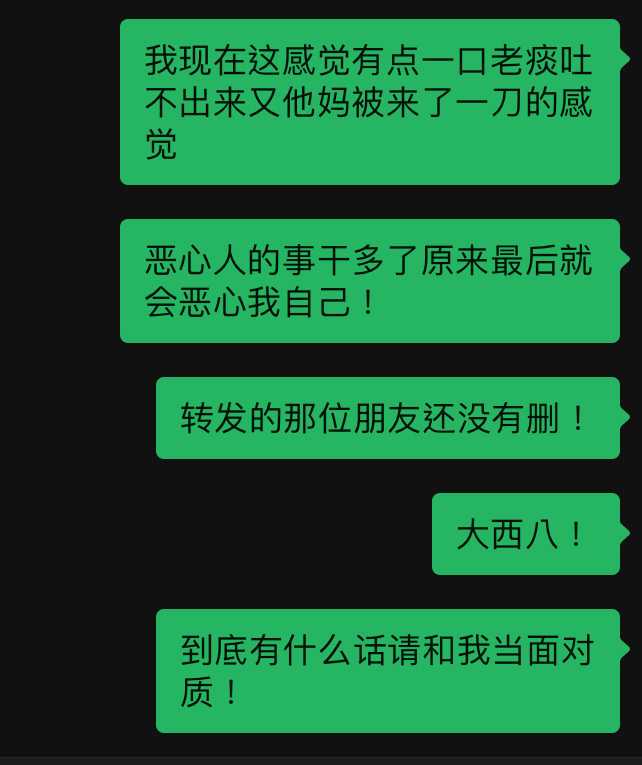 我现在这感觉有点一口老痰吐
不出来又他妈被来了一刀的感
觉
恶心人的事干多了原来最后就
会恶心我自己！
转发的那位朋友还没有删！
大西八！
到底有什么话请和我当面对
质！